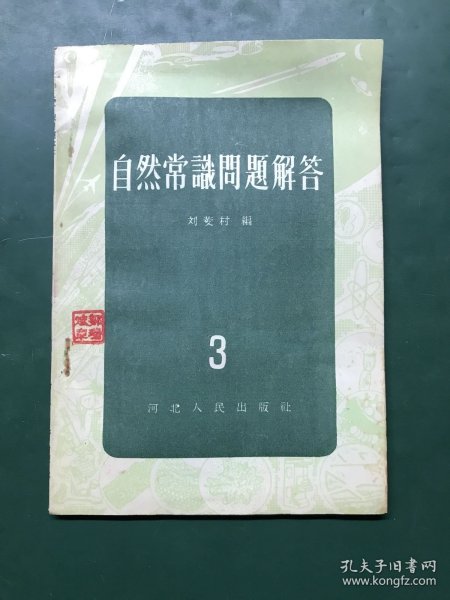 自然常識問題解答
刘斐村 編
3
河北人民出版社
孔夫子旧书网
www.kongfz.com